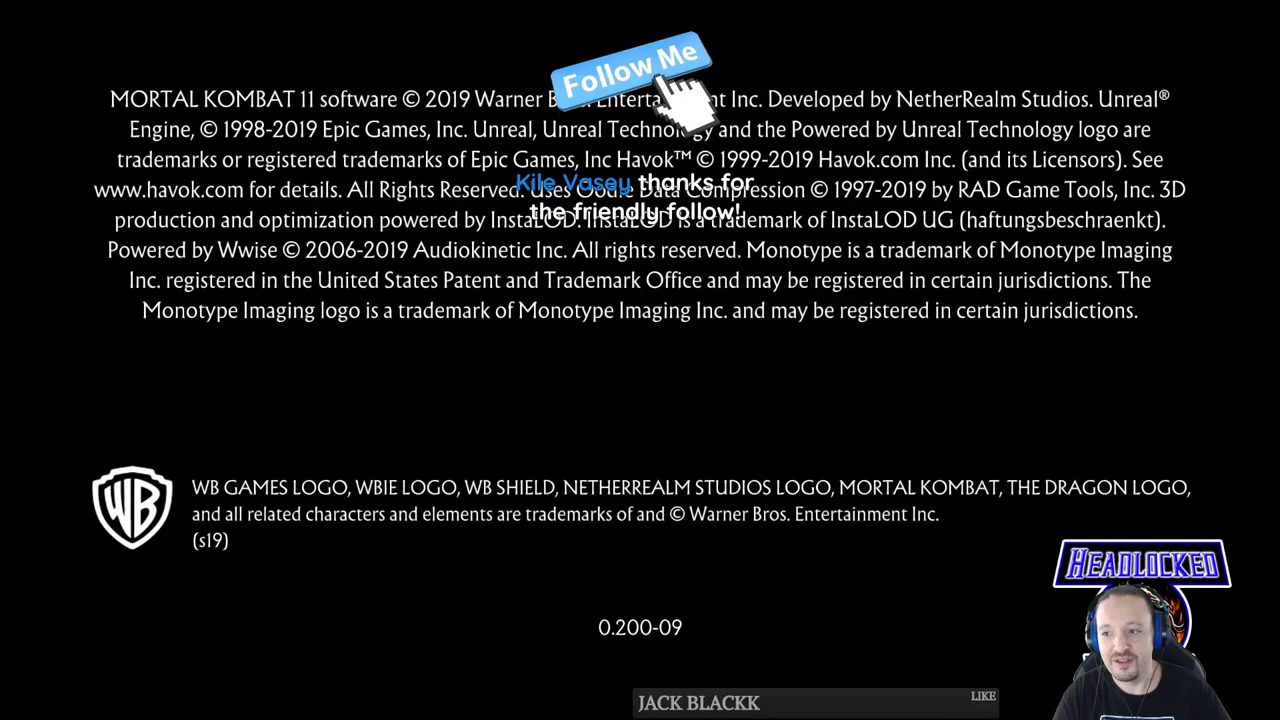 Follow Me
MORTAL KOMBAT 11 software © 2019 Warner Entertainment Inc. Developed by NetherRealm Studios. Unreal®
Engine, © 1998-2019 Epic Games, Inc. Unreal, Unreal Technology and the Powered by Unreal Technology logo are
trademarks or registered trademarks of Epic Games, Inc Havok™ © 1999-2019 Havok.com Inc. (and its Licensors). See
www.havok.com for details. All Rights Reserved. Uses Oodle Data Compression © 1997-2019 by RAD Game Tools, Inc. 3D
Kile Vasey thanks for
the friendly follow!
production and optimization powered by InstaLOD. InstaLOD is a trademark of InstaLOD UG (haftungsbeschraenkt).
Powered by Wwise © 2006-2019 Audiokinetic Inc. All rights reserved. Monotype is a trademark of Monotype Imaging
Inc. registered in the United States Patent and Trademark Office and may be registered in certain jurisdictions. The
Monotype Imaging logo is a trademark of Monotype Imaging Inc. and may be registered in certain jurisdictions.
WB
WB GAMES LOGO, WBIE LOGO, WB SHIELD, NETHERREALM STUDIOS LOGO, MORTAL KOMBAT, THE DRAGON LOGO,
and all related characters and elements are trademarks of and © Warner Bros. Entertainment Inc.
(s19)
HEADLOCKED
0.200-09
JACK BLACKK
LIKE